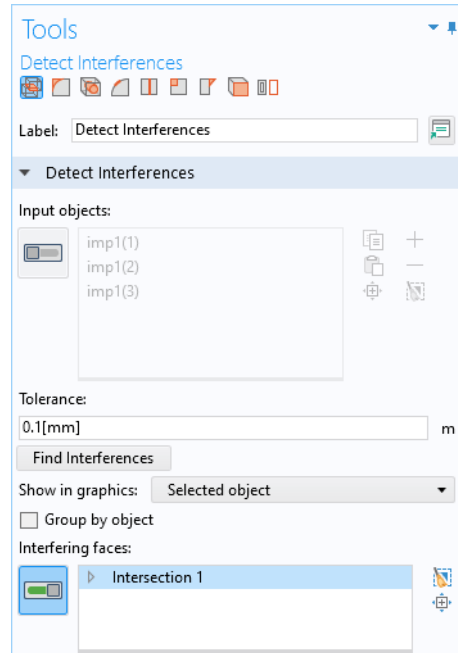 Tools
Detect Interferences
Label: Detect Interferences
Detect Interferences
Input objects:
imp1(1)
imp1(2)
imp1(3)
Tolerance:
0.1[mm] m
Find Interferences
Show in graphics: Selected object
Group by object
Interfering faces:
Intersection 1